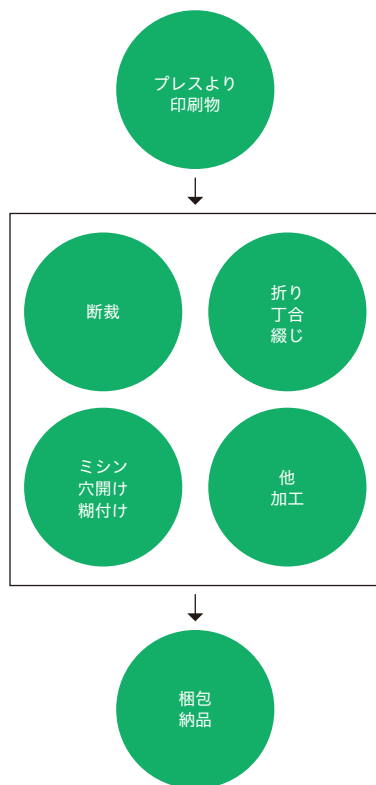 プレスより
印刷物
断裁
折り
丁合
綴じ
ミシン
穴開け
糊付け
他
加工
梱包
納品